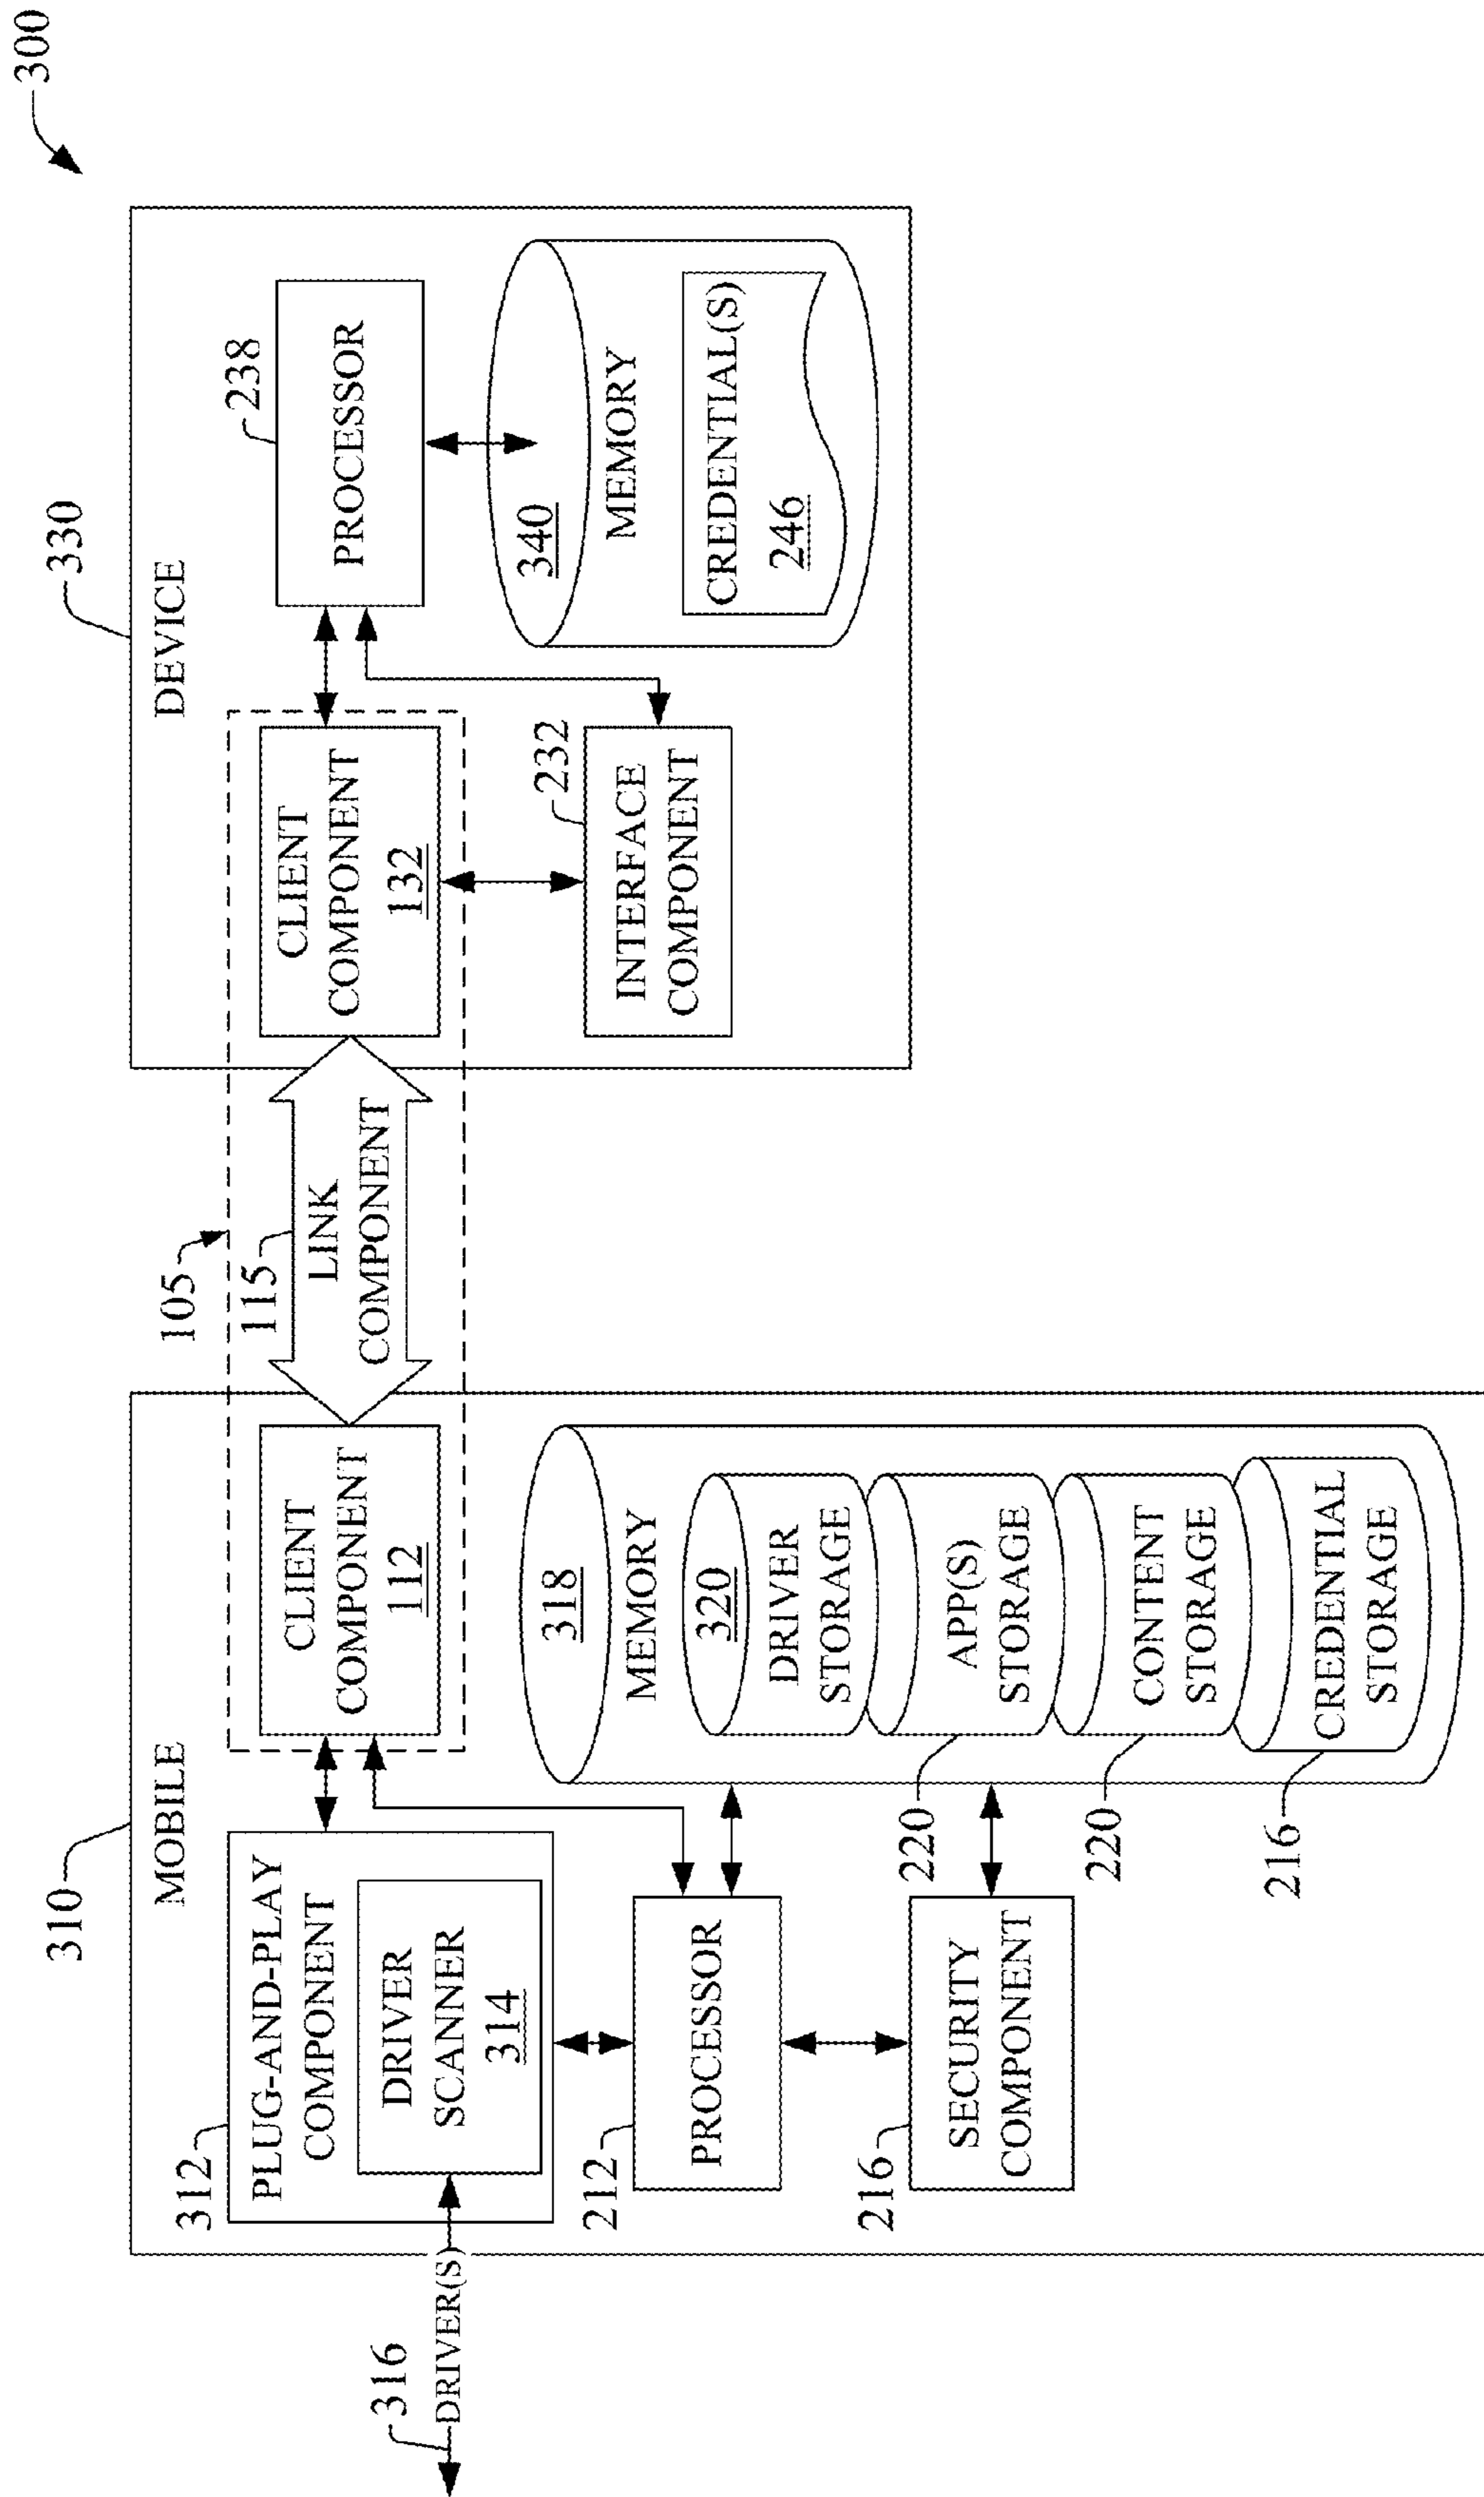 300
310
MOBILE
312
PLUG-AND-PLAY
COMPONENT
DRIVER
SCANNER
314
316
DRIVER(S)
212
PROCESSOR
216
SECURITY
COMPONENT
CLIENT
COMPONENT
112
318
MEMORY
320
DRIVER
STORAGE
220
APP(S)
STORAGE
220
CONTENT
STORAGE
216
CREDENTIAL
STORAGE
105
115
LINK
COMPONENT
330
DEVICE
CLIENT
COMPONENT
132
232
INTERFACE
COMPONENT
238
PROCESSOR
340
MEMORY
CREDENTIAL(S)
246